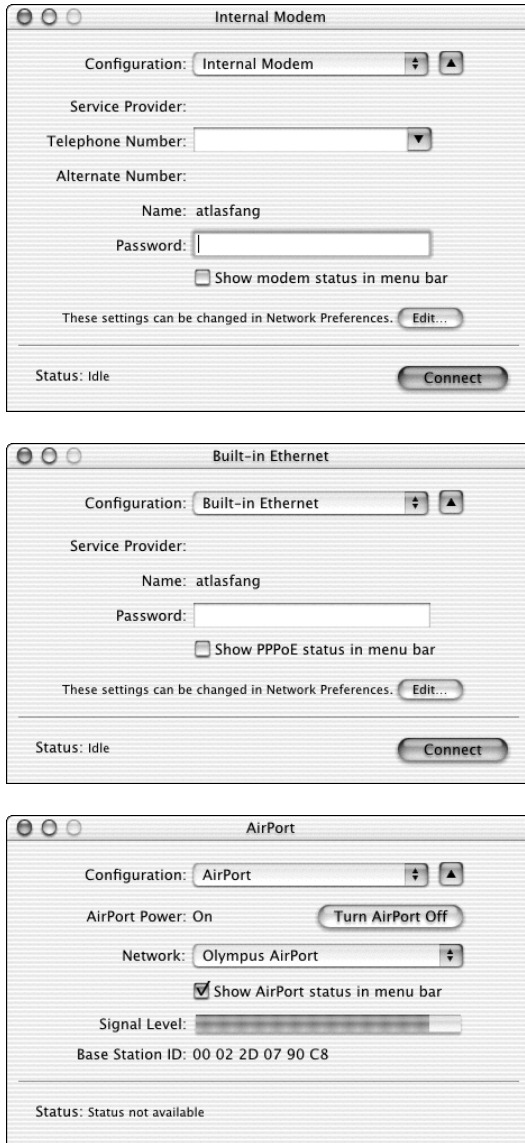 Internal Modem
Configuration: Internal Modem
Service Provider:
Telephone Number:
Alternate Number:
Name: atlasfang
Password:
Show modem status in menu bar
These settings can be changed in Network Preferences. Edit...
Status: Idle Connect
Built-in Ethernet
Configuration: Built-in Ethernet
Service Provider:
Name: atlasfang
Password:
Show PPPoE status in menu bar
These settings can be changed in Network Preferences. Edit...
Status: Idle Connect
AirPort
Configuration: AirPort
AirPort Power: On Turn AirPort Off
Network: Olympus AirPort
Show AirPort status in menu bar
Signal Level:
Base Station ID: 00 02 2D 07 90 C8
Status: Status not available